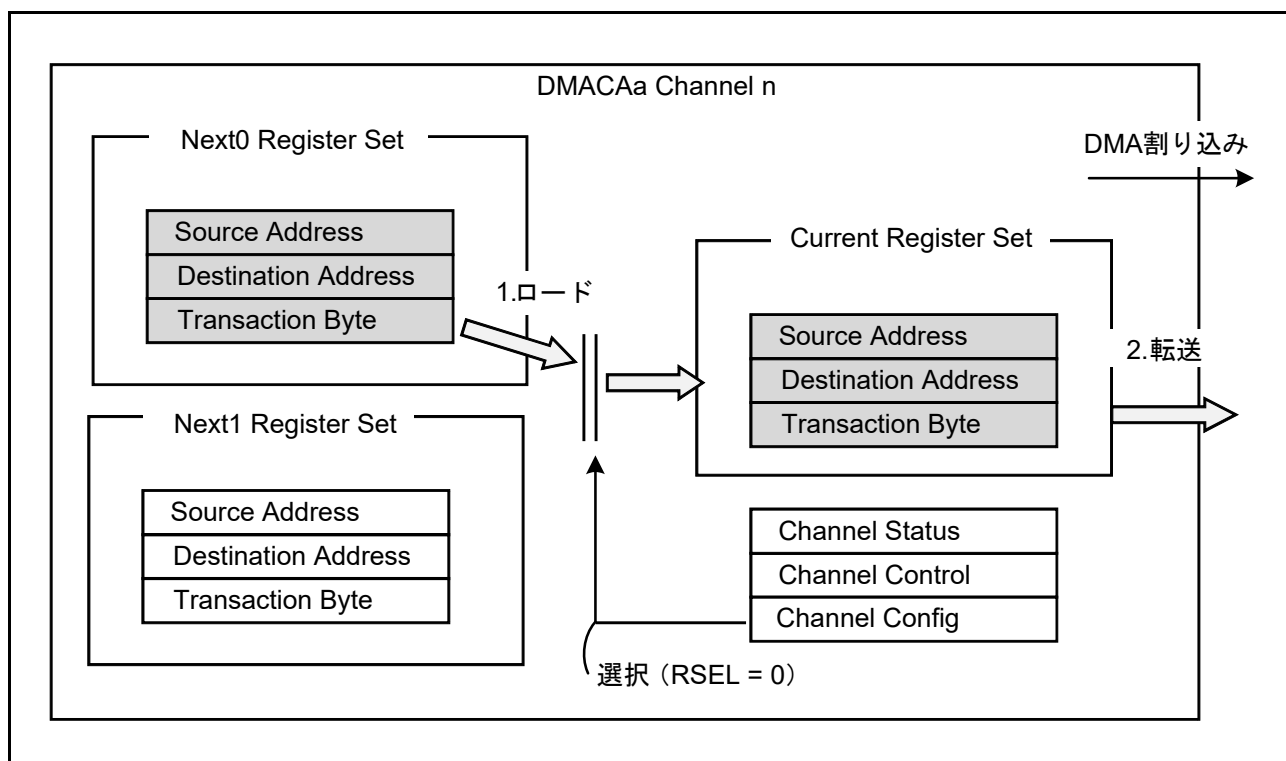 DMACAa Channel n
Next0 Register Set
Source Address
Destination Address
Transaction Byte
Next1 Register Set
Source Address
Destination Address
Transaction Byte
1.ロード
選択（RSEL = 0）
Current Register Set
Source Address
Destination Address
Transaction Byte
Channel Status
Channel Control
Channel Config
DMA割り込み
2.転送